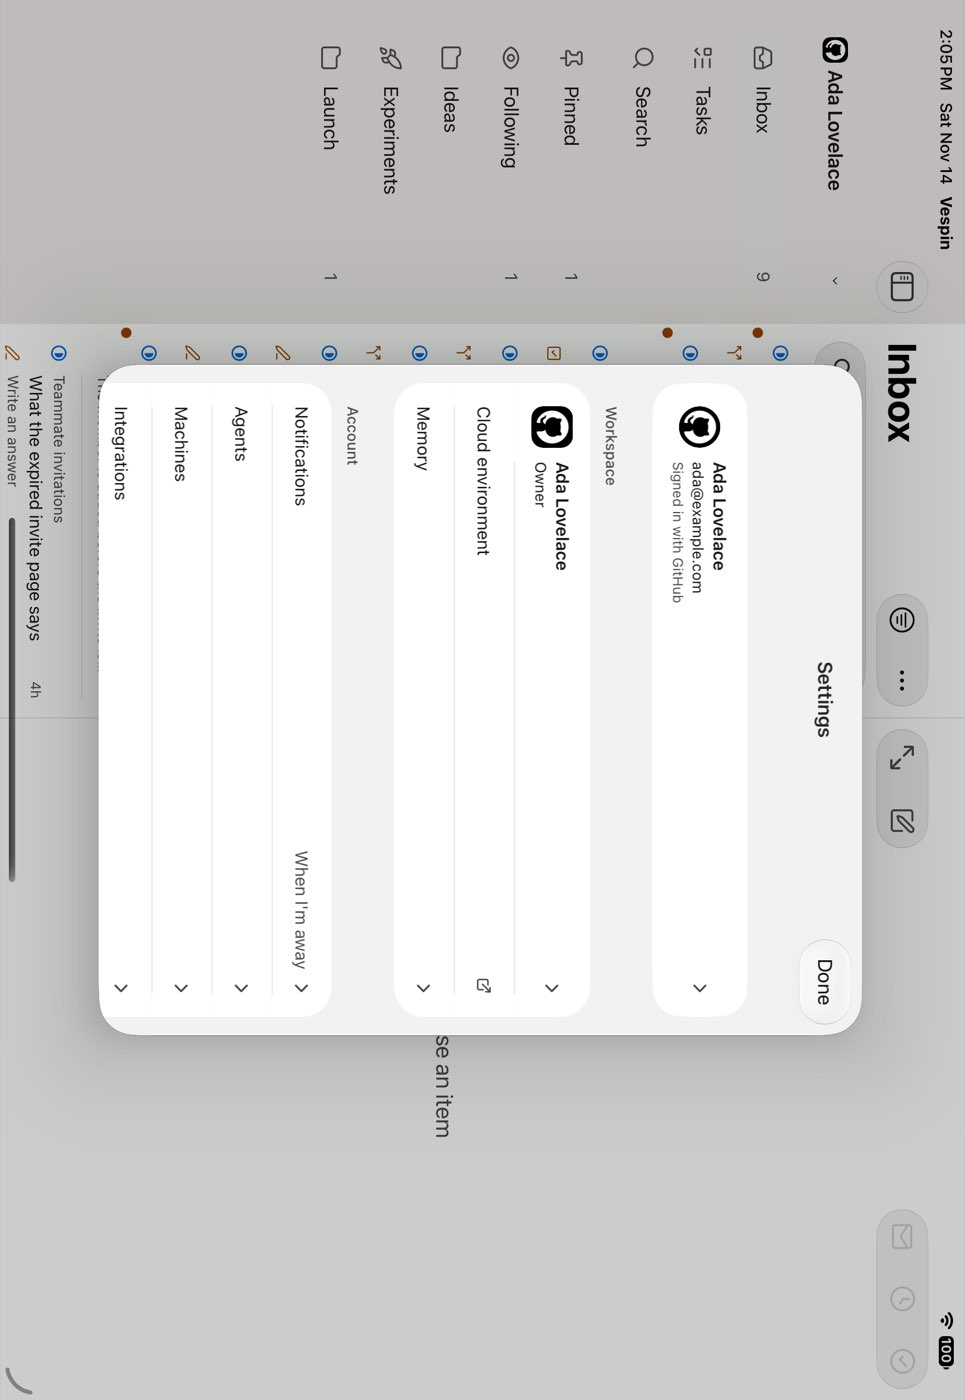 2:05 PM Sat Nov 14 Vespin
100
Ada Lovelace
Inbox 9
Tasks
Search
Pinned 1
Following 1
Ideas
Experiments
Launch 1
Inbox
Settings
Done
Ada Lovelace
ada@example.com
Signed in with GitHub
Workspace
Ada Lovelace
Owner
Cloud environment
Memory
Account
Notifications When I'm away
Agents
Machines
Integrations
se an item
Teammate invitations
What the expired invite page says 4h
Write an answer